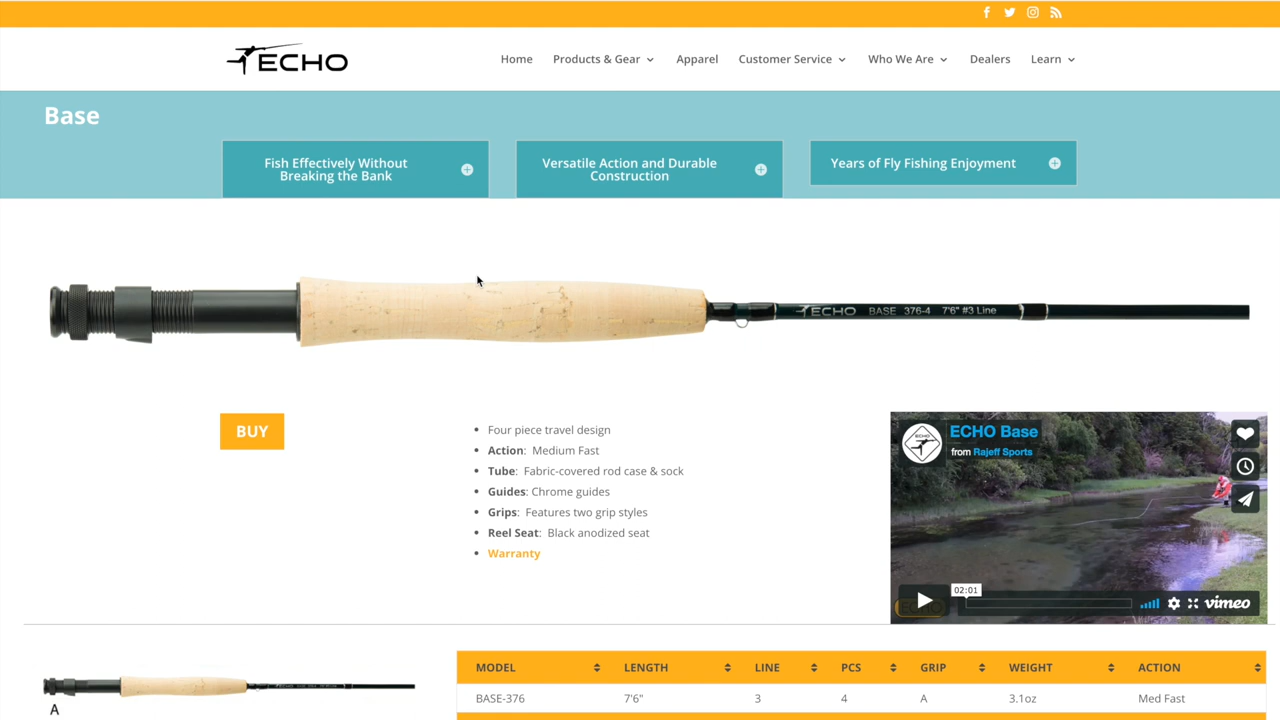 ECHO
Home
Products & Gear
Apparel
Customer Service
Who We Are
Dealers
Learn
Base
Fish Effectively Without
Breaking the Bank
Versatile Action and Durable
Construction
Years of Fly Fishing Enjoyment
ECHO BASE 376-4 7'6" #3 Line
BUY
Four piece travel design
Action: Medium Fast
Tube: Fabric-covered rod case & sock
Guides: Chrome guides
Grips: Features two grip styles
Reel Seat: Black anodized seat
Warranty
ECHO
ECHO Base
from Rajeff Sports
02:01
vimeo
ECHO
A
MODEL LENGTH LINE PCS GRIP WEIGHT ACTION
BASE-376 7'6" 3 4 A 3.1oz Med Fast